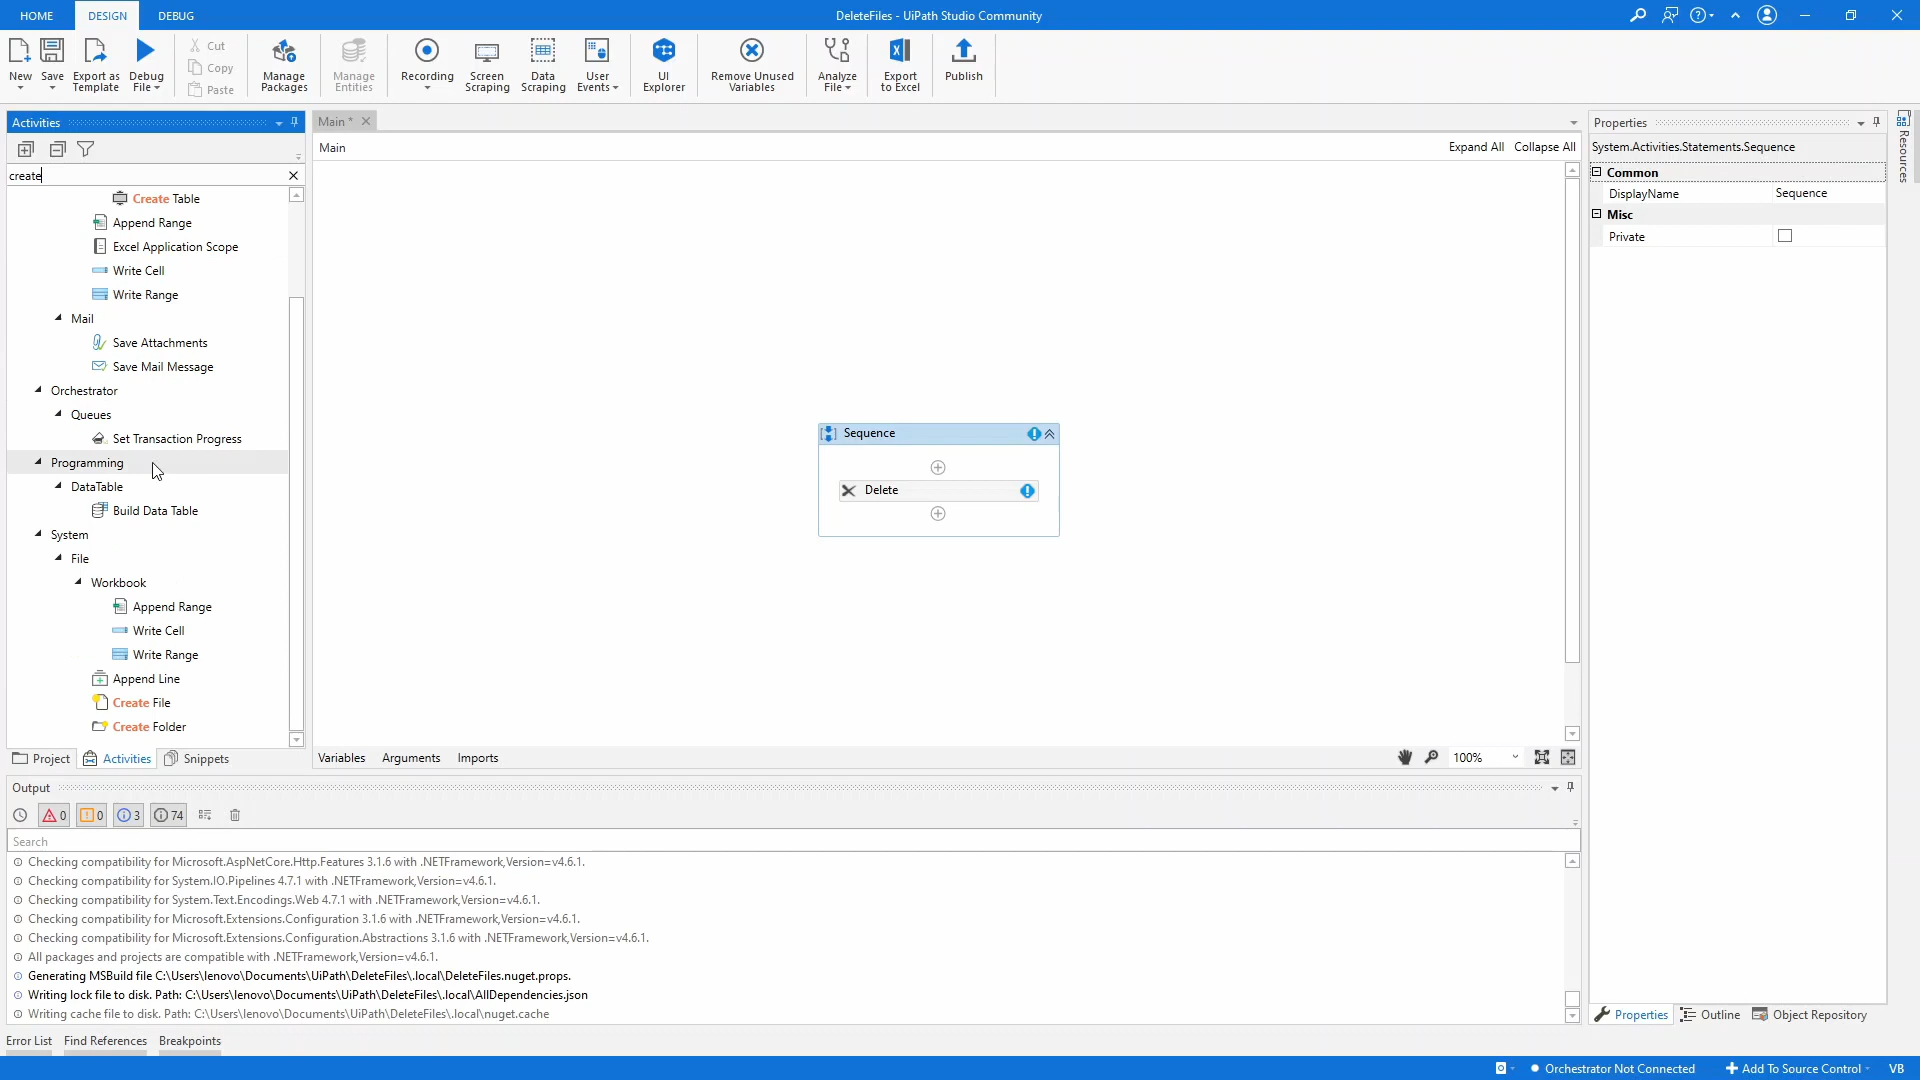 HOME
DESIGN
DEBUG
DeleteFiles - UiPath Studio Community
New
Save
Export as
Template
Debug
File
Cut
Copy
Paste
Manage
Packages
Manage
Entities
Recording
Screen
Scraping
Data
Scraping
User
Events
UI
Explorer
Remove Unused
Variables
Analyze
File
Export
to Excel
Publish
Activities
create
Create Table
Append Range
Excel Application Scope
Write Cell
Write Range
Mail
Save Attachments
Save Mail Message
Orchestrator
Queues
Set Transaction Progress
Programming
DataTable
Build Data Table
System
File
Workbook
Append Range
Write Cell
Write Range
Append Line
Create File
Create Folder
Project
Activities
Snippets
Main *
Main
Expand All
Collapse All
Sequence
Delete
Variables
Arguments
Imports
100%
Properties
System.Activities.Statements.Sequence
Common
DisplayName
Sequence
Misc
Private
Resources
Properties
Outline
Object Repository
Output
0
0
3
74
Search
Checking compatibility for Microsoft.AspNetCore.Http.Features 3.1.6 with .NETFramework,Version=v4.6.1.
Checking compatibility for System.IO.Pipelines 4.7.1 with .NETFramework,Version=v4.6.1.
Checking compatibility for System.Text.Encodings.Web 4.7.1 with .NETFramework,Version=v4.6.1.
Checking compatibility for Microsoft.Extensions.Configuration 3.1.6 with .NETFramework,Version=v4.6.1.
Checking compatibility for Microsoft.Extensions.Configuration.Abstractions 3.1.6 with .NETFramework,Version=v4.6.1.
All packages and projects are compatible with .NETFramework,Version=v4.6.1.
Generating MSBuild file C:\Users\lenovo\Documents\UiPath\DeleteFiles\.local\DeleteFiles.nuget.props.
Writing lock file to disk. Path: C:\Users\lenovo\Documents\UiPath\DeleteFiles\.local\AllDependencies.json
Writing cache file to disk. Path: C:\Users\lenovo\Documents\UiPath\DeleteFiles\.local\nuget.cache
Error List
Find References
Breakpoints
Orchestrator Not Connected
Add To Source Control
VB